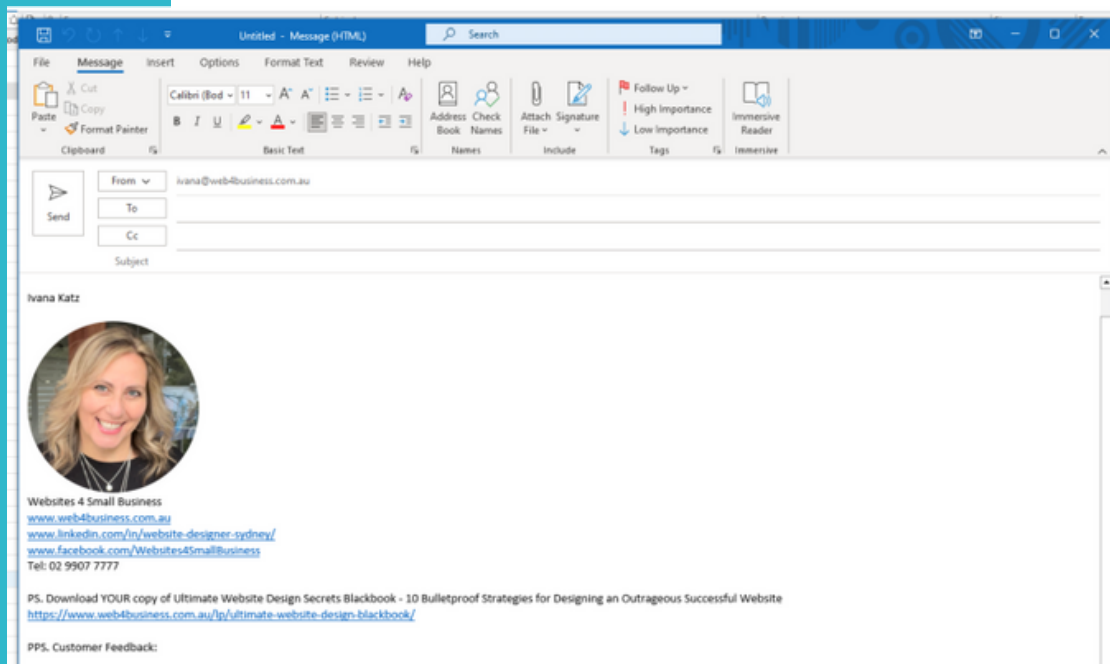 Untitled - Message (HTML)
Search
File Message Insert Options Format Text Review Help
Paste
Cut
Copy
Format Painter
Clipboard
Calibri (Bod 11
B I U
Basic Text
Address Book
Check Names
Names
Attach File
Signature
Include
Follow Up
High Importance
Low Importance
Tags
Immersive Reader
Immersive
Send
From ivana@web4business.com.au
To
Cc
Subject
Ivana Katz
Websites 4 Small Business
www.web4business.com.au
www.linkedin.com/in/website-designer-sydney/
www.facebook.com/Websites4SmallBusiness
Tel: 02 9907 7777
PS. Download YOUR copy of Ultimate Website Design Secrets Blackbook - 10 Bulletproof Strategies for Designing an Outrageous Successful Website
https://www.web4business.com.au/lp/ultimate-website-design-blackbook/
PPS. Customer Feedback: